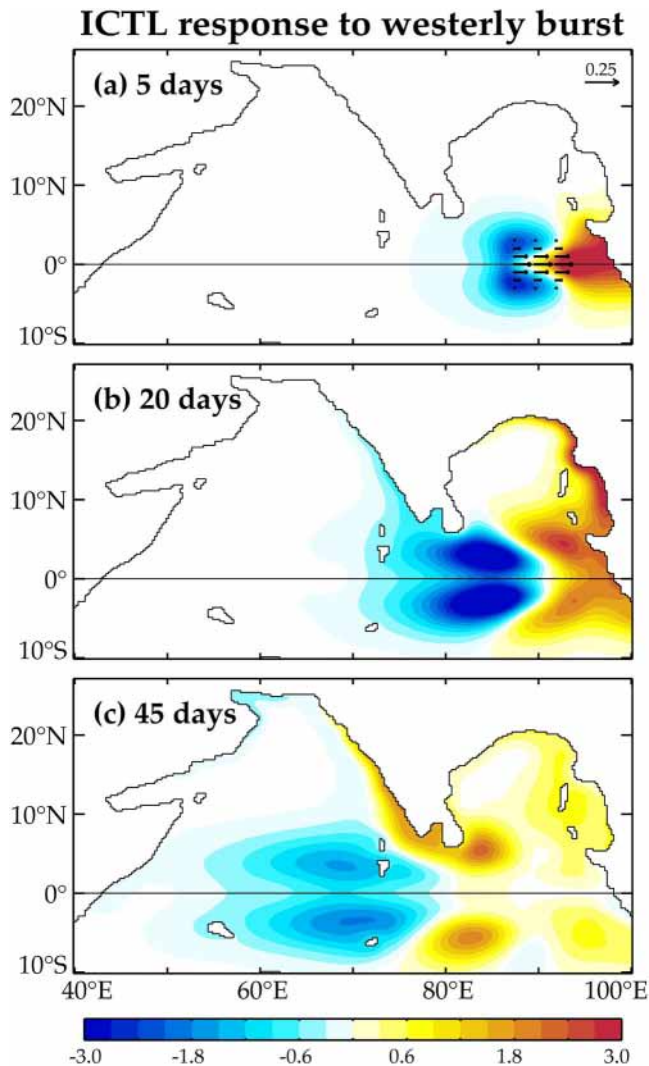 ICTL response to westerly burst
(a) 5 days
0.25
20°N
10°N
0°
10°S
(b) 20 days
20°N
10°N
0°
10°S
(c) 45 days
20°N
10°N
0°
10°S
40°E 60°E 80°E 100°E
-3.0 -1.8 -0.6 0.6 1.8 3.0